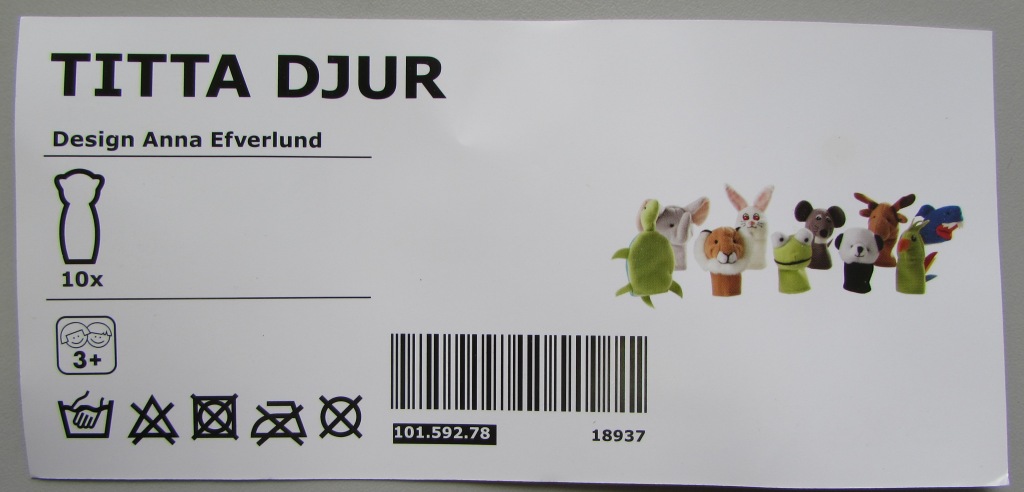 TITTA DJUR
Design Anna Efverlund
10x
3+
101.592.78
18937